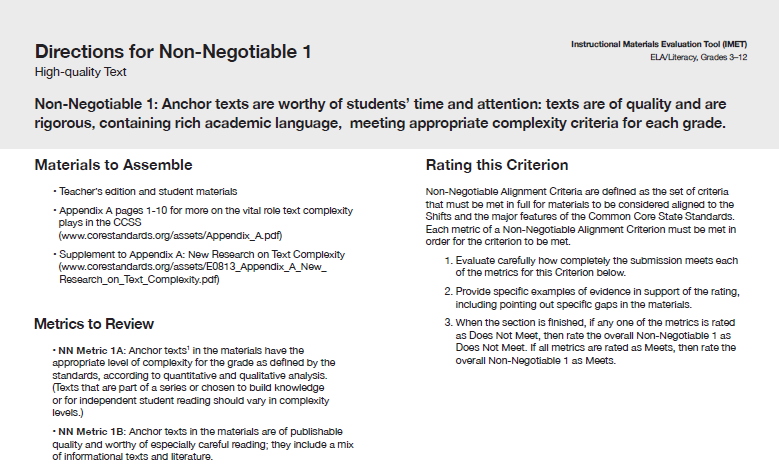 Directions for Non-Negotiable 1
High-quality Text
Instructional Materials Evaluation Tool (IMET)
ELA/Literacy, Grades 3–12
Non-Negotiable 1: Anchor texts are worthy of students' time and attention: texts are of quality and are
rigorous, containing rich academic language, meeting appropriate complexity criteria for each grade.
Materials to Assemble
• Teacher's edition and student materials
• Appendix A pages 1-10 for more on the vital role text complexity
plays in the CCSS
(www.corestandards.org/assets/Appendix_A.pdf)
• Supplement to Appendix A: New Research on Text Complexity
(www.corestandards.org/assets/E0813_Appendix_A_New_
Research_on_Text_Complexity.pdf)
Metrics to Review
• NN Metric 1A: Anchor texts¹ in the materials have the
appropriate level of complexity for the grade as defined by the
standards, according to quantitative and qualitative analysis.
(Texts that are part of a series or chosen to build knowledge
or for independent student reading should vary in complexity
levels.)
• NN Metric 1B: Anchor texts in the materials are of publishable
quality and worthy of especially careful reading; they include a mix
of informational texts and literature.
Rating this Criterion
Non-Negotiable Alignment Criteria are defined as the set of criteria
that must be met in full for materials to be considered aligned to the
Shifts and the major features of the Common Core State Standards.
Each metric of a Non-Negotiable Alignment Criterion must be met in
order for the criterion to be met.
1. Evaluate carefully how completely the submission meets each
of the metrics for this Criterion below.
2. Provide specific examples of evidence in support of the rating,
including pointing out specific gaps in the materials.
3. When the section is finished, if any one of the metrics is rated
as Does Not Meet, then rate the overall Non-Negotiable 1 as
Does Not Meet. If all metrics are rated as Meets, then rate the
overall Non-Negotiable 1 as Meets.